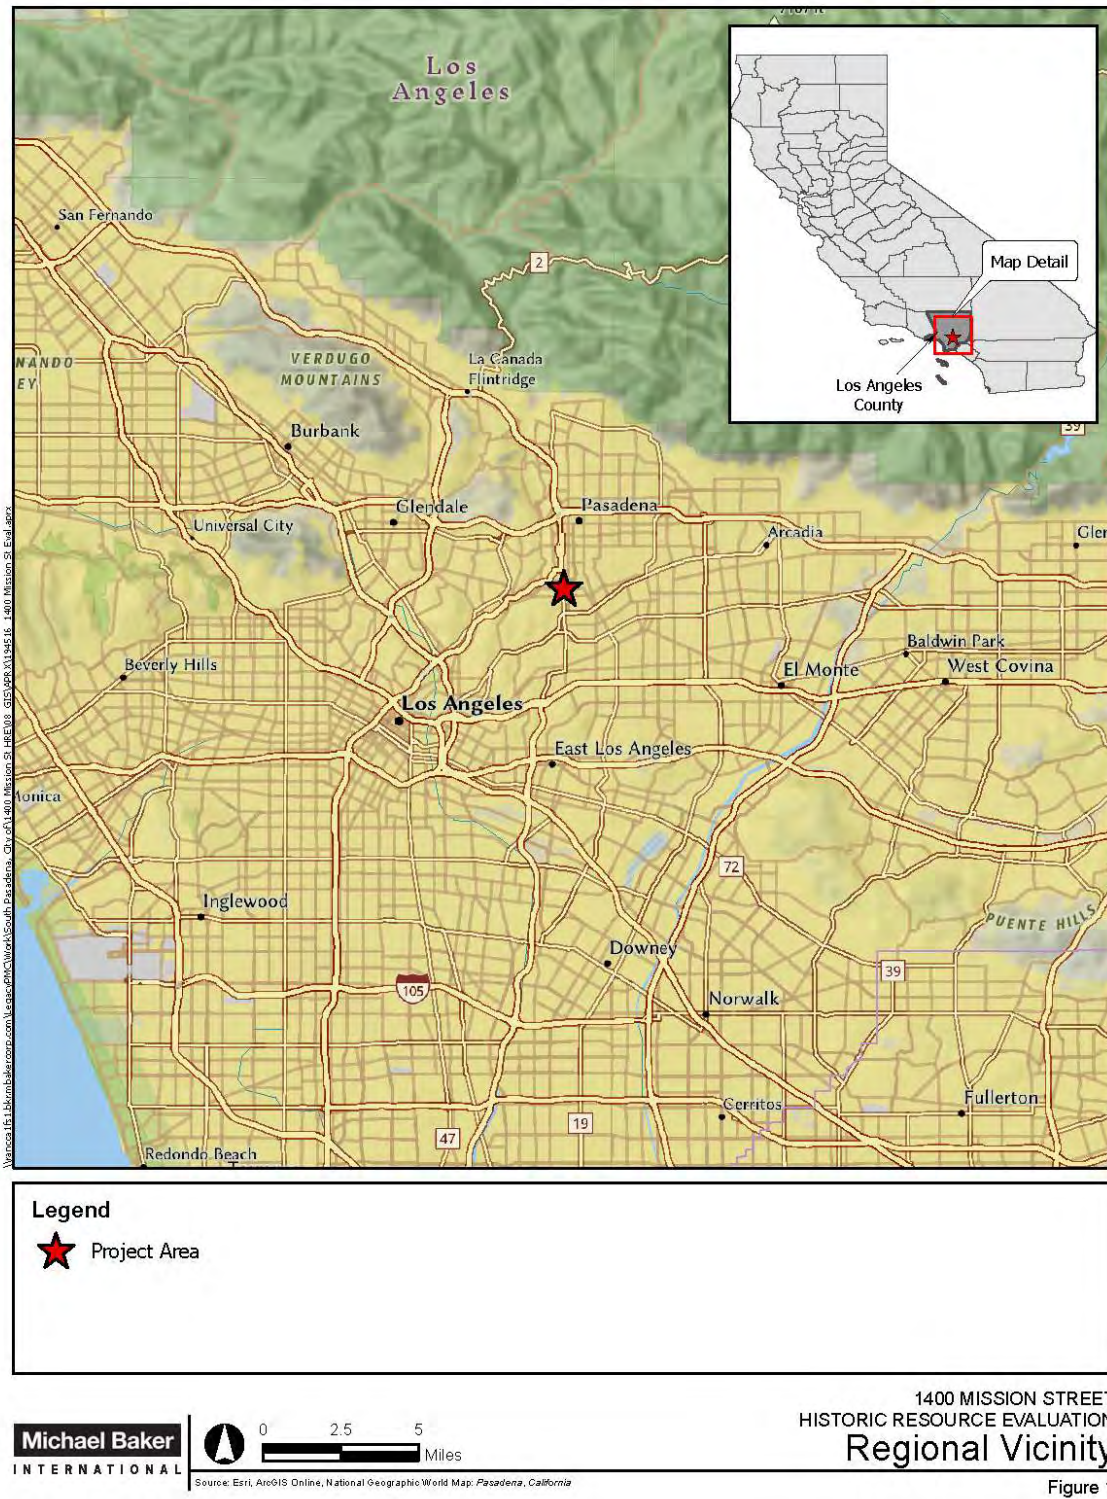 Los
Angeles
Map Detail
Los Angeles
County
San Fernando
2
VERDUGO
MOUNTAINS
La Canada
Flintridge
NANDO
EY
39
Burbank
Glendale
Pasadena
Universal City
Arcadia
Glen
Baldwin Park
Beverly Hills
El Monte
West Covina
Los Angeles
East Los Angeles
Monica
72
Inglewood
PUENTE HILLS
Downey
39
105
Norwalk
Cerritos
Fullerton
19
47
Redondo Beach
Legend
Project Area
1400 MISSION STREET
HISTORIC RESOURCE EVALUATION
Regional Vicinity
Michael Baker
INTERNATIONAL
0 2.5 5
Miles
Source: Esri, ArcGIS Online, National Geographic World Map: Pasadena, California
Figure